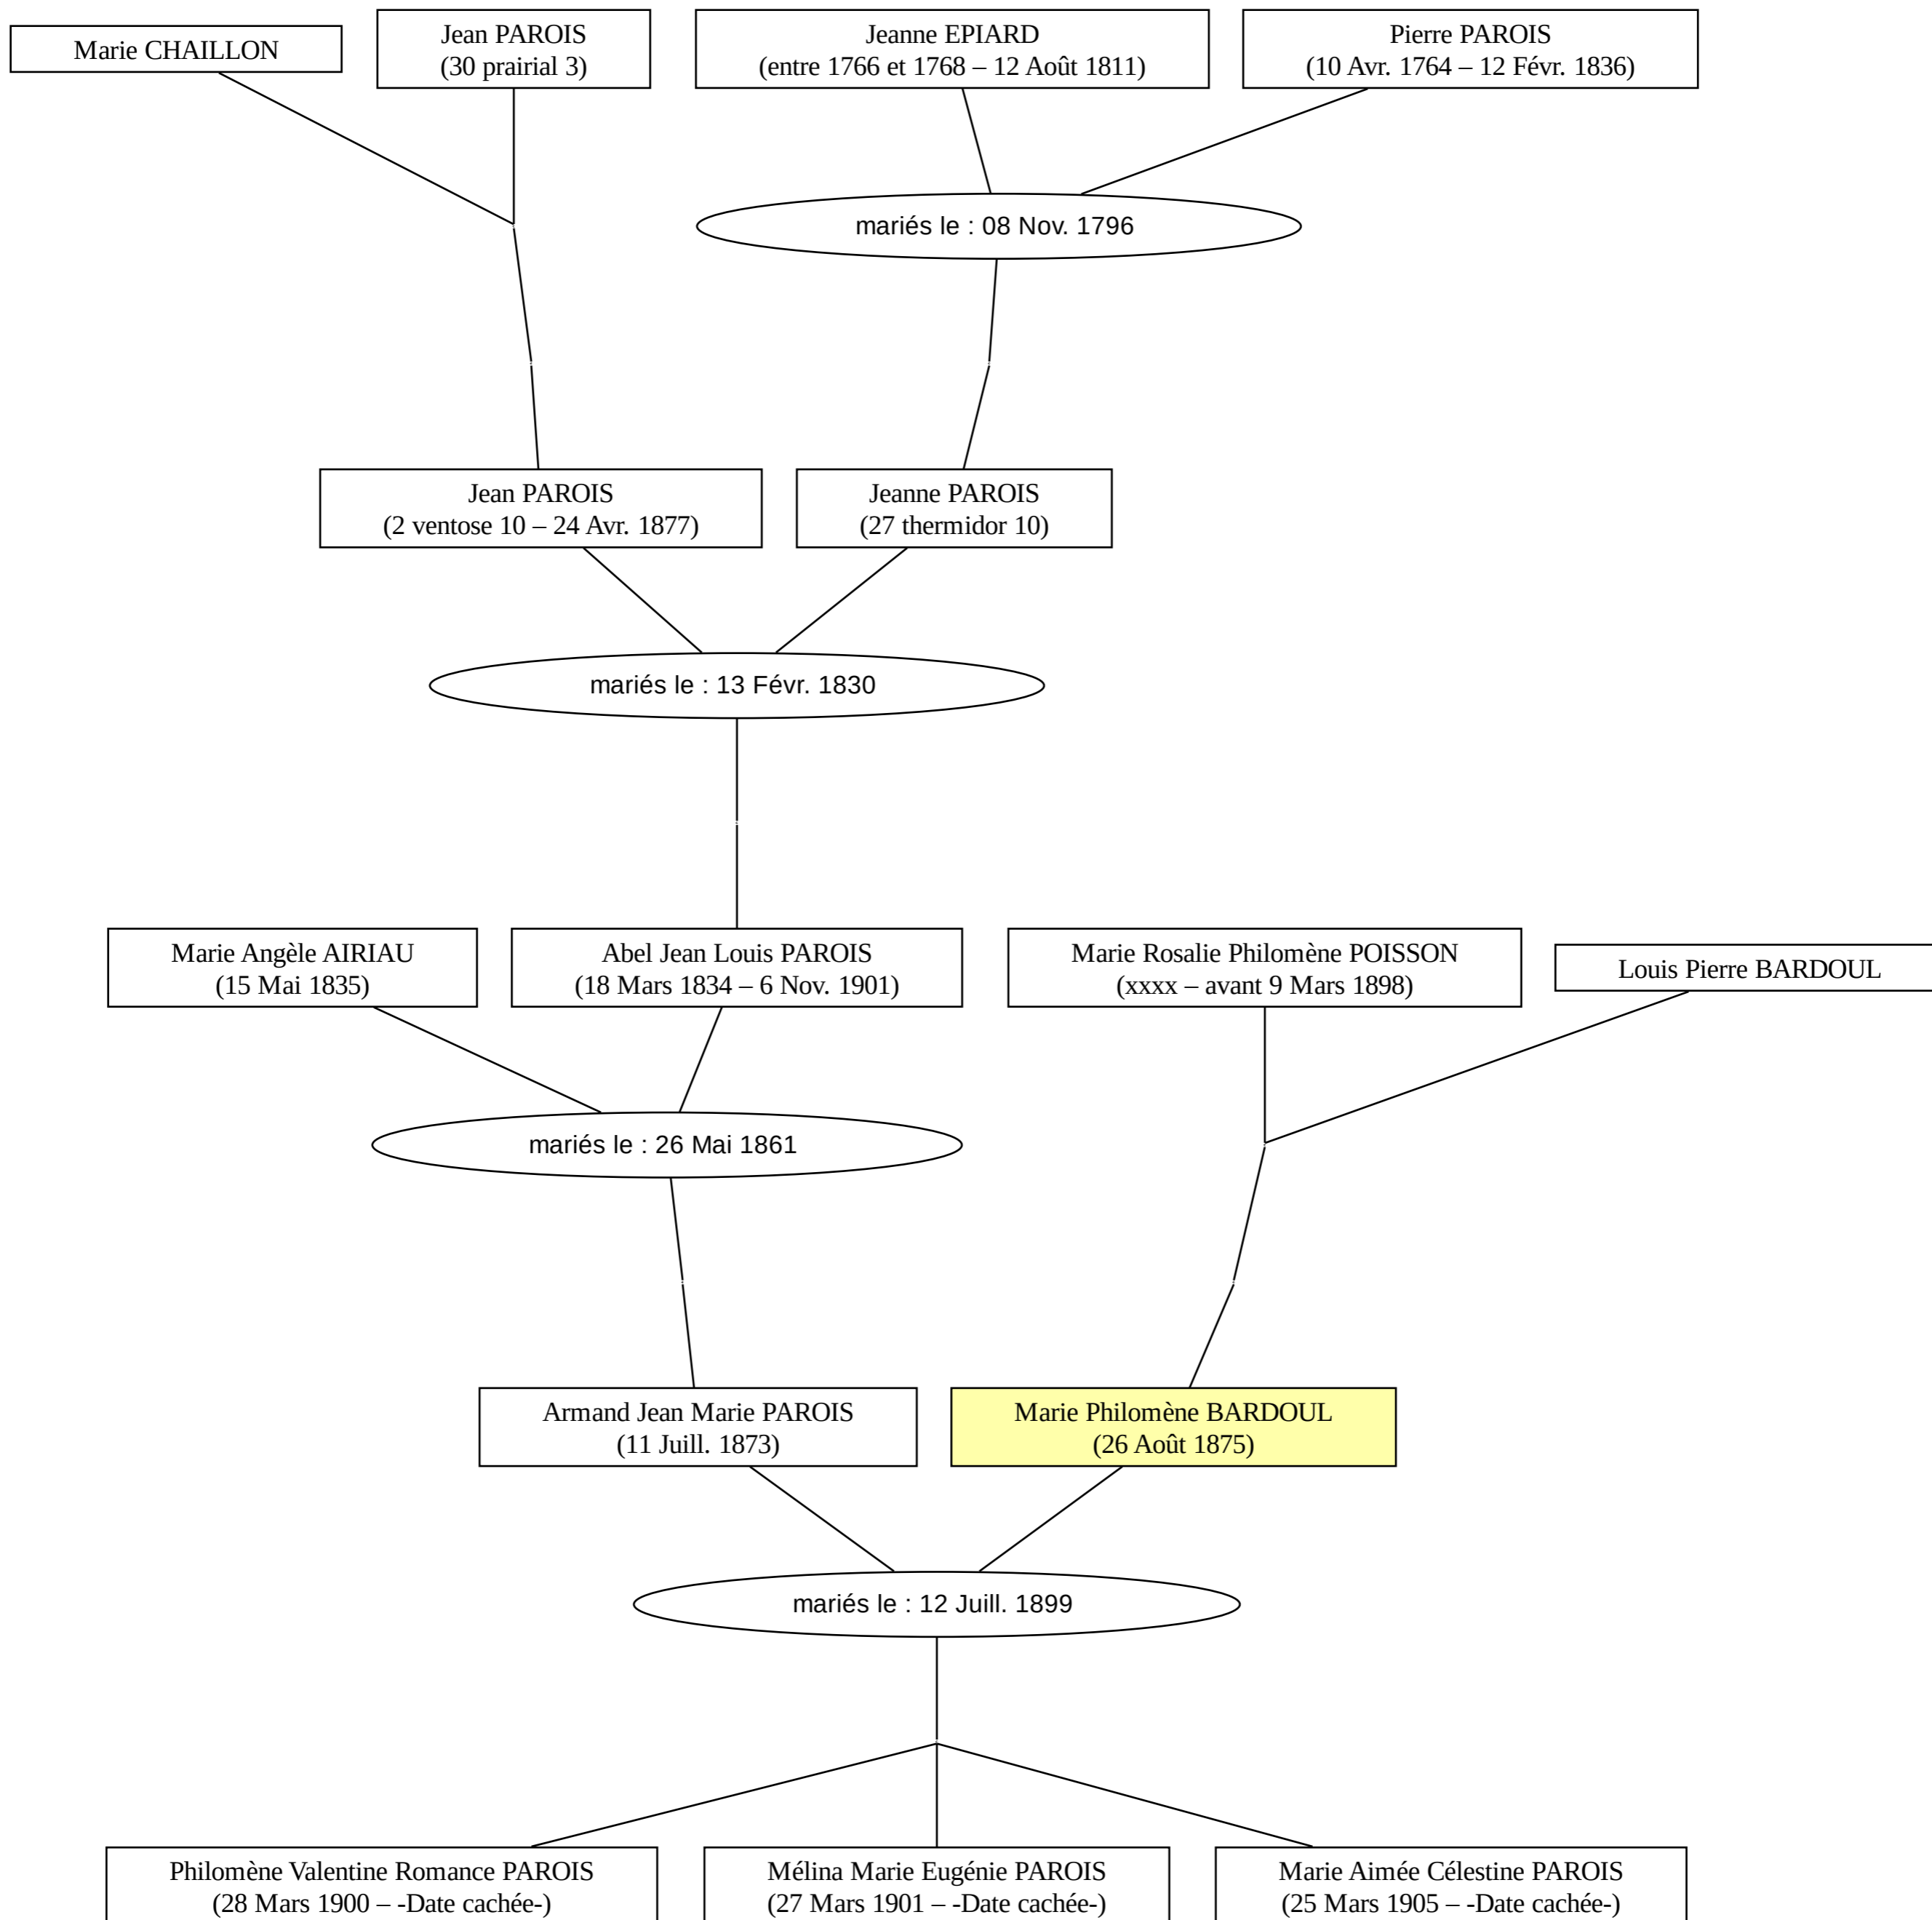 Marie CHAILLON
Jean PAROIS
(30 prairial 3)
Jeanne EPIARD
(entre 1766 et 1768 – 12 Août 1811)
Pierre PAROIS
(10 Avr. 1764 – 12 Févr. 1836)
mariés le : 08 Nov. 1796
Jean PAROIS
(2 ventose 10 – 24 Avr. 1877)
Jeanne PAROIS
(27 thermidor 10)
mariés le : 13 Févr. 1830
Marie Angèle AIRIAU
(15 Mai 1835)
Abel Jean Louis PAROIS
(18 Mars 1834 – 6 Nov. 1901)
Marie Rosalie Philomène POISSON
(xxxx – avant 9 Mars 1898)
Louis Pierre BARDOUL
mariés le : 26 Mai 1861
Armand Jean Marie PAROIS
(11 Juill. 1873)
Marie Philomène BARDOUL
(26 Août 1875)
mariés le : 12 Juill. 1899
Philomène Valentine Romance PAROIS
(28 Mars 1900 – -Date cachée-)
Mélina Marie Eugénie PAROIS
(27 Mars 1901 – -Date cachée-)
Marie Aimée Célestine PAROIS
(25 Mars 1905 – -Date cachée-)